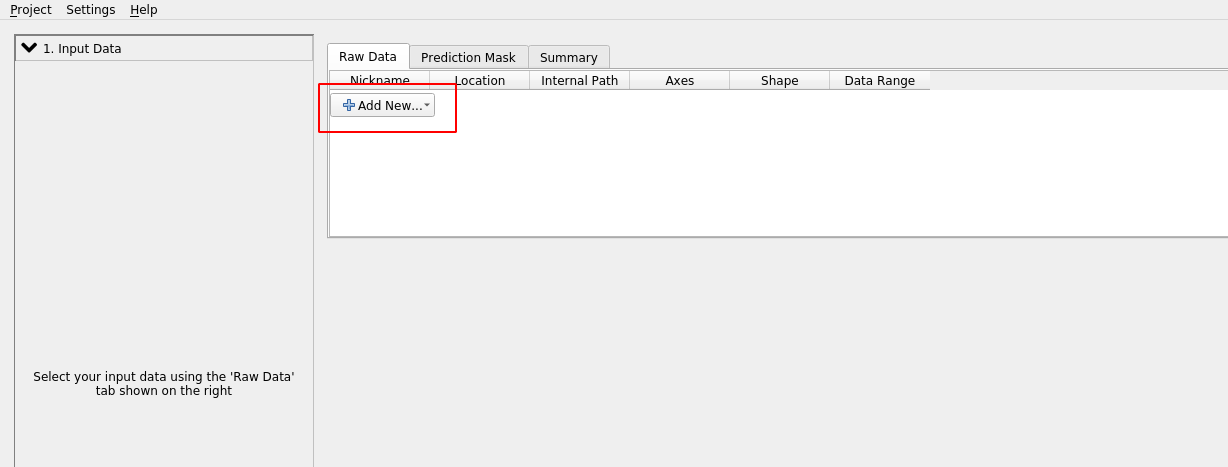 Project Settings Help
1. Input Data
Raw Data Prediction Mask Summary
Nickname Location Internal Path Axes Shape Data Range
Add New...
Select your input data using the 'Raw Data'
tab shown on the right